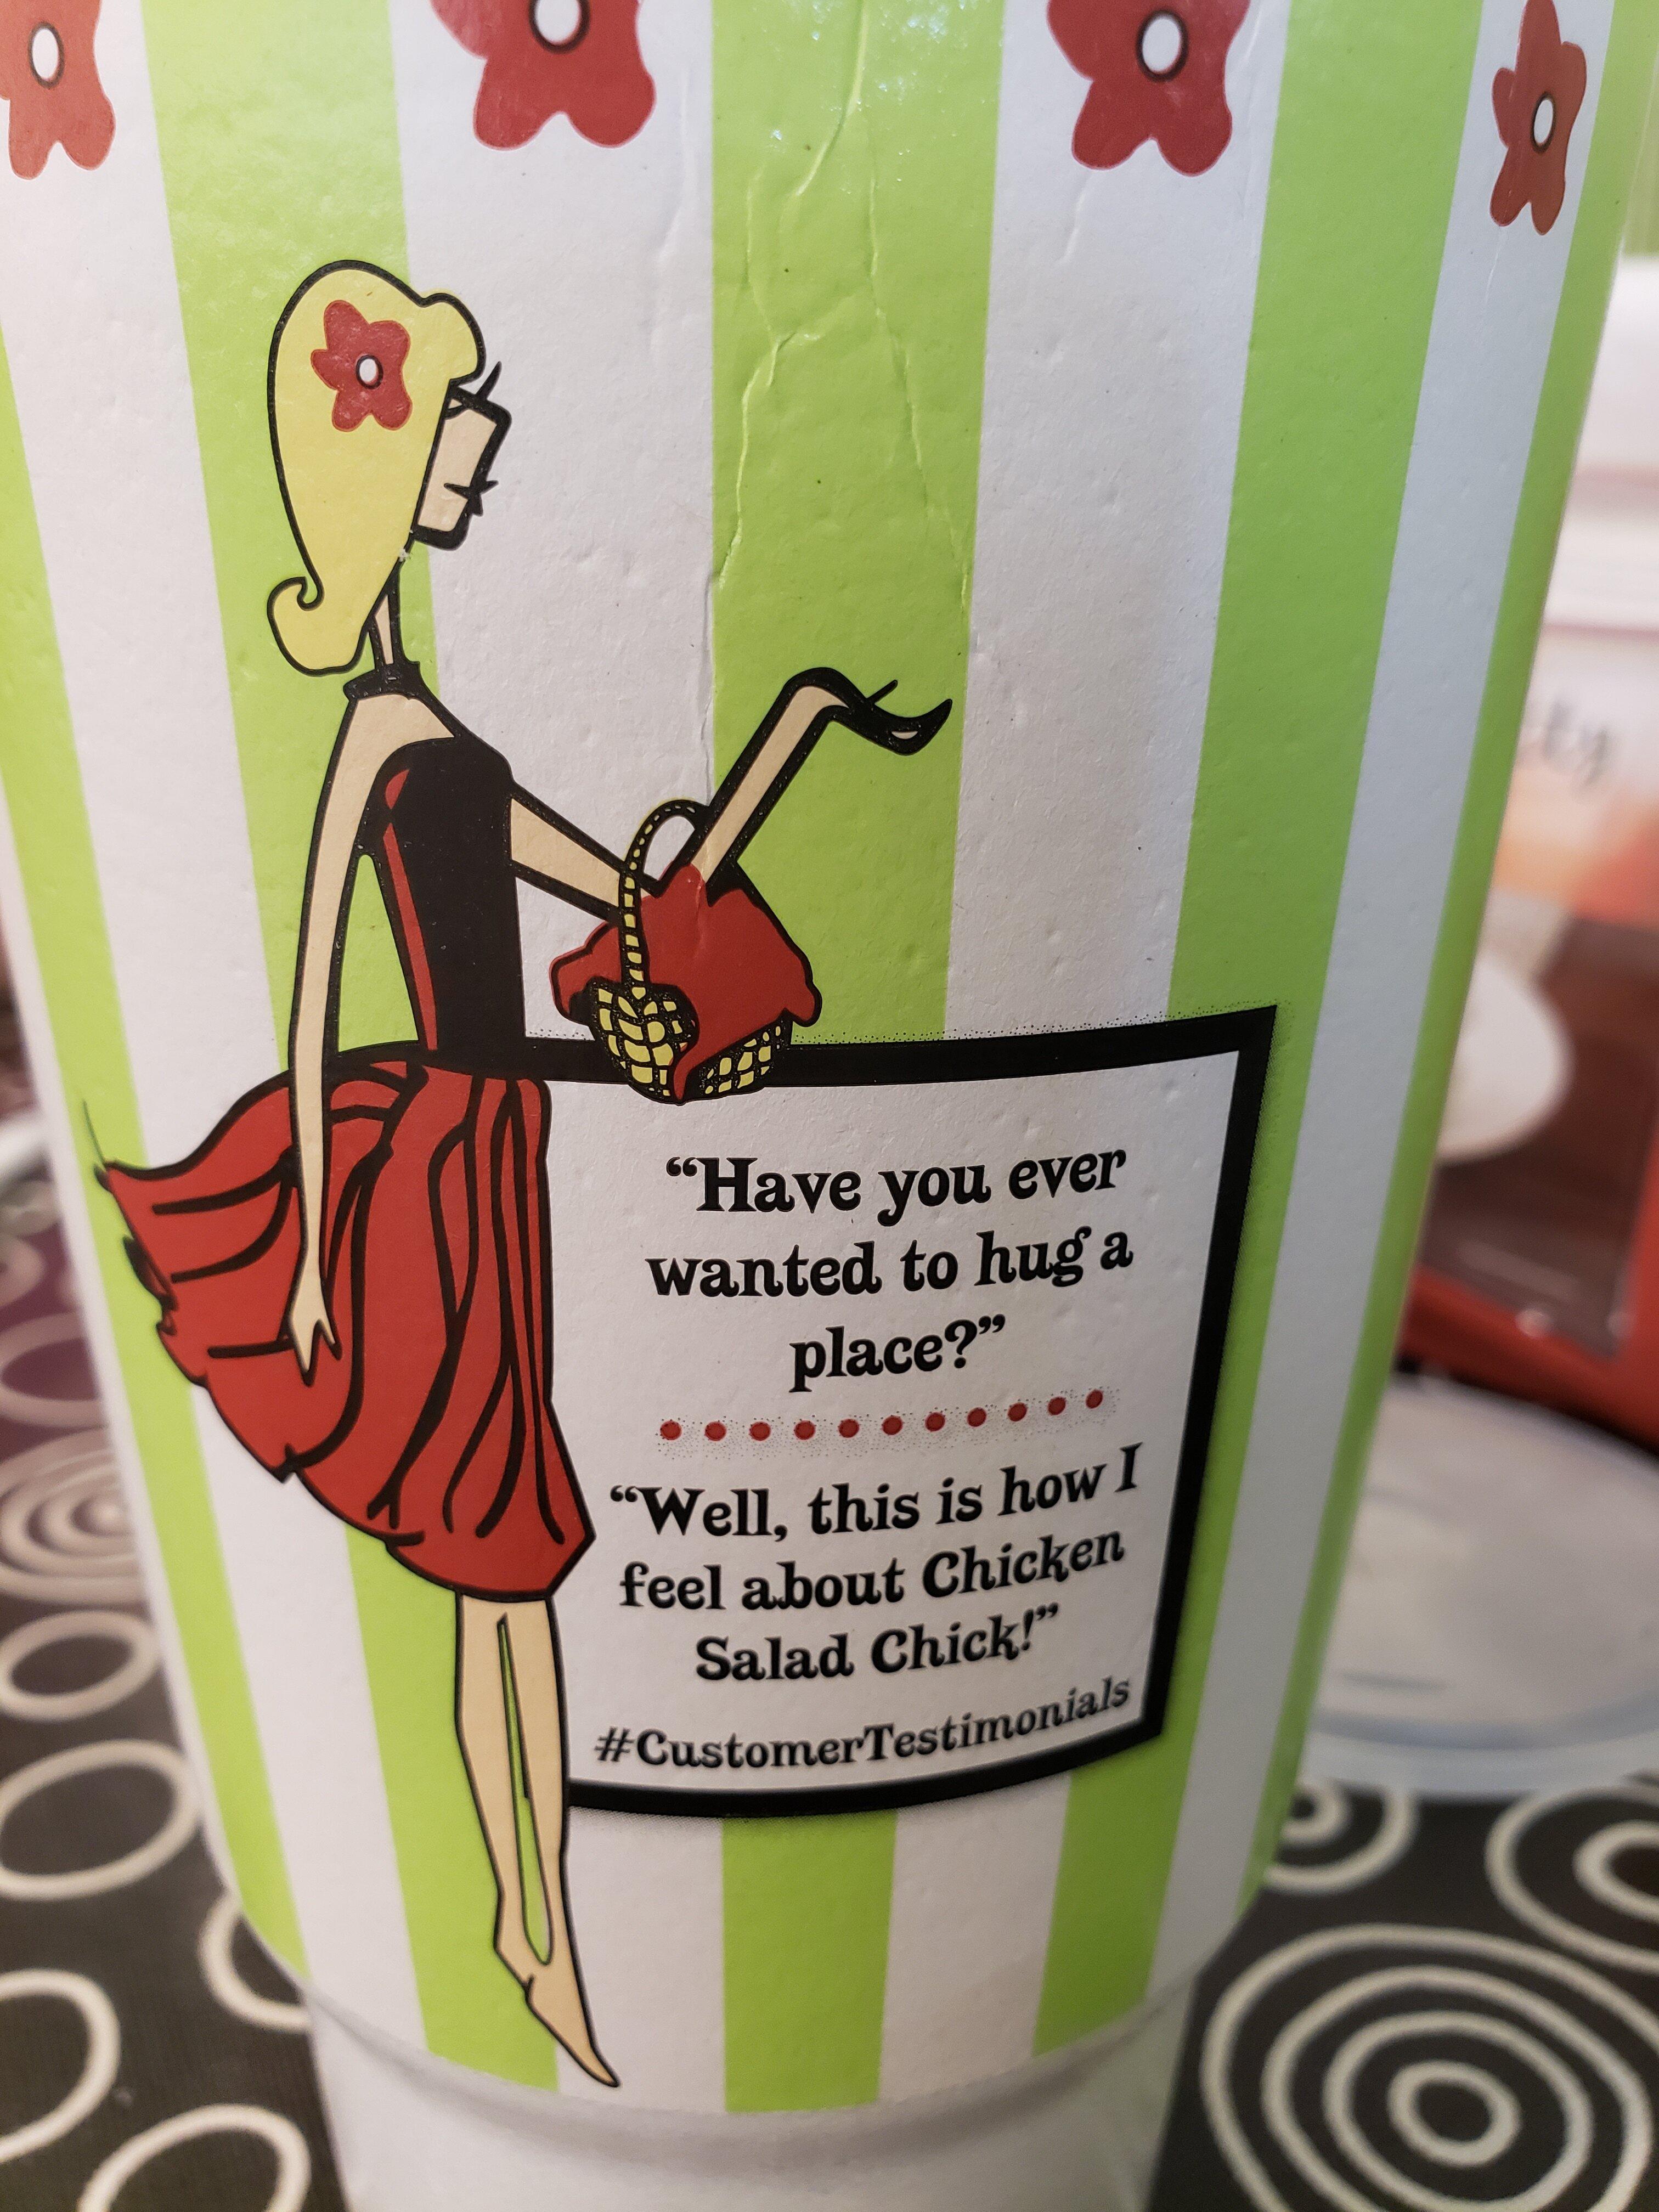 “Have you ever
wanted to hug a
place?”
“Well, this is how I
feel about Chicken
Salad Chick!”
#CustomerTestimonials